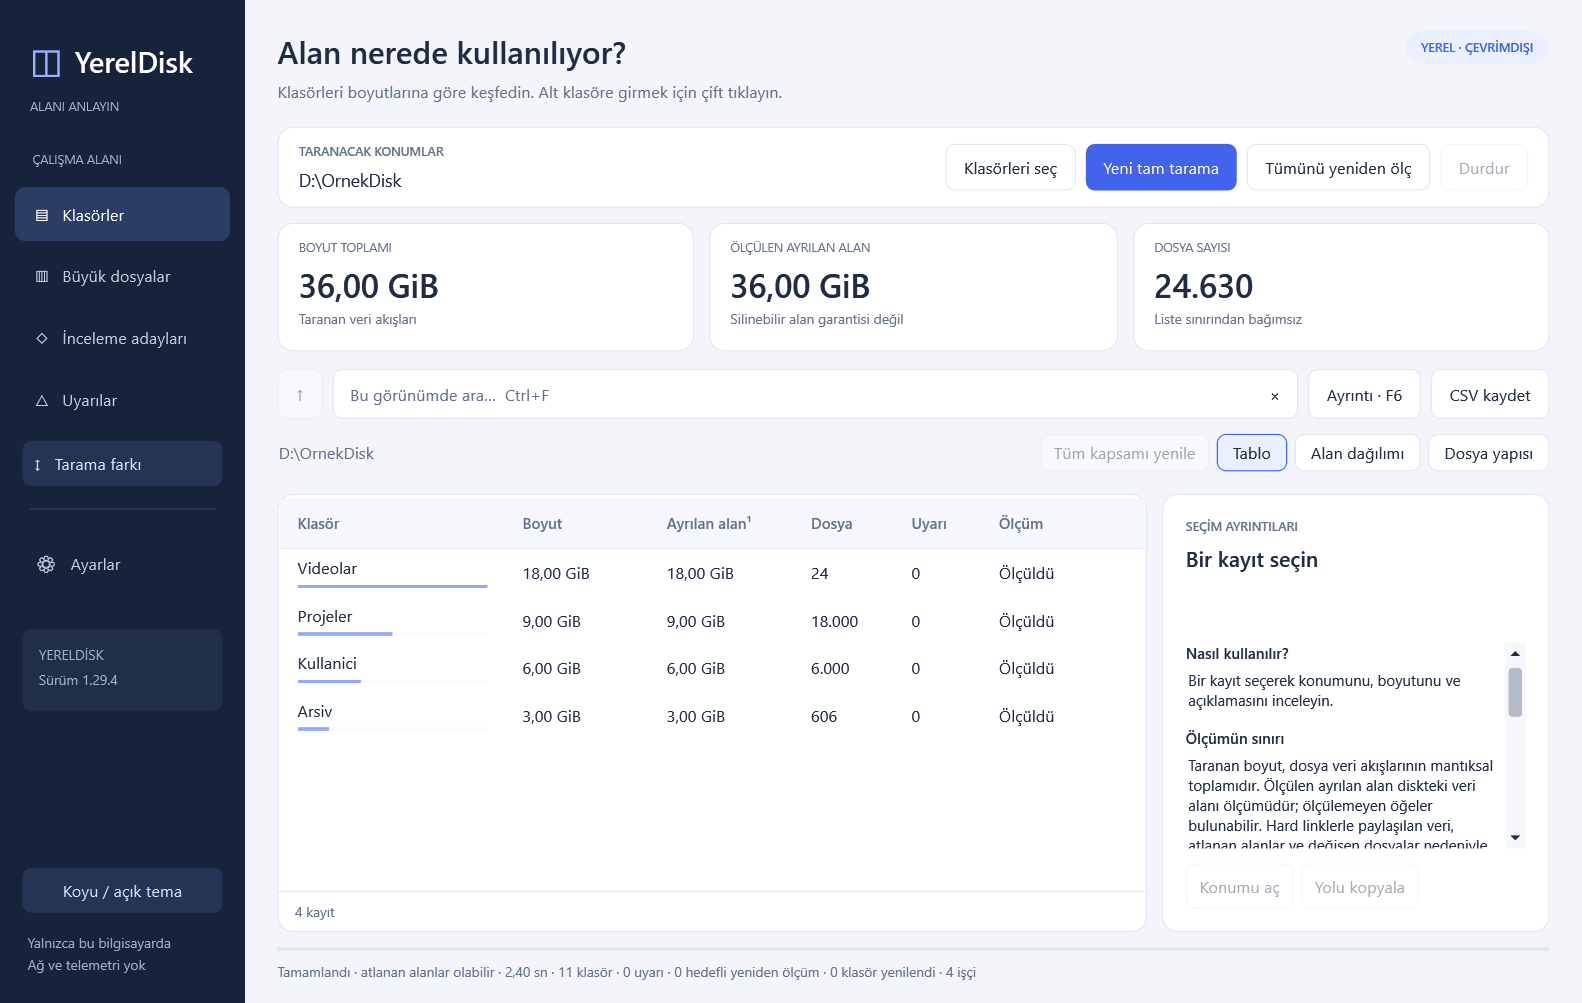 YerelDisk
ALANI ANLAYIN
ÇALIŞMA ALANI
Klasörler
Büyük dosyalar
İnceleme adayları
Uyarılar
Tarama farkı
Ayarlar
YERELDİSK
Sürüm 1.29.4
Koyu / açık tema
Yalnızca bu bilgisayarda
Ağ ve telemetri yok
Alan nerede kullanılıyor?
YEREL · ÇEVRİMDIŞI
Klasörleri boyutlarına göre keşfedin. Alt klasöre girmek için çift tıklayın.
TARANACAK KONUMLAR
D:\OrnekDisk
Klasörleri seç
Yeni tam tarama
Tümünü yeniden ölç
Durdur
BOYUT TOPLAMI
36,00 GiB
Taranan veri akışları
ÖLÇÜLEN AYRILAN ALAN
36,00 GiB
Silinebilir alan garantisi değil
DOSYA SAYISI
24.630
Liste sınırından bağımsız
↑
Bu görünümde ara... Ctrl+F
×
Ayrıntı · F6
CSV kaydet
D:\OrnekDisk
Tüm kapsamı yenile
Tablo
Alan dağılımı
Dosya yapısı
Klasör Boyut Ayrılan alan¹ Dosya Uyarı Ölçüm
Videolar 18,00 GiB 18,00 GiB 24 0 Ölçüldü
Projeler 9,00 GiB 9,00 GiB 18.000 0 Ölçüldü
Kullanici 6,00 GiB 6,00 GiB 6.000 0 Ölçüldü
Arsiv 3,00 GiB 3,00 GiB 606 0 Ölçüldü
4 kayıt
SEÇİM AYRINTILARI
Bir kayıt seçin
Nasıl kullanılır?
Bir kayıt seçerek konumunu, boyutunu ve
açıklamasını inceleyin.
Ölçümün sınırı
Taranan boyut, dosya veri akışlarının mantıksal
toplamıdır. Ölçülen ayrılan alan diskteki veri
alanı ölçümüdür; ölçülemeyen öğeler
bulunabilir. Hard linklerle paylaşılan veri,
atlanan alanlar ve değişen dosyalar nedeniyle
Konumu aç
Yolu kopyala
Tamamlandı · atlanan alanlar olabilir · 2,40 sn · 11 klasör · 0 uyarı · 0 hedefli yeniden ölçüm · 0 klasör yenilendi · 4 işçi